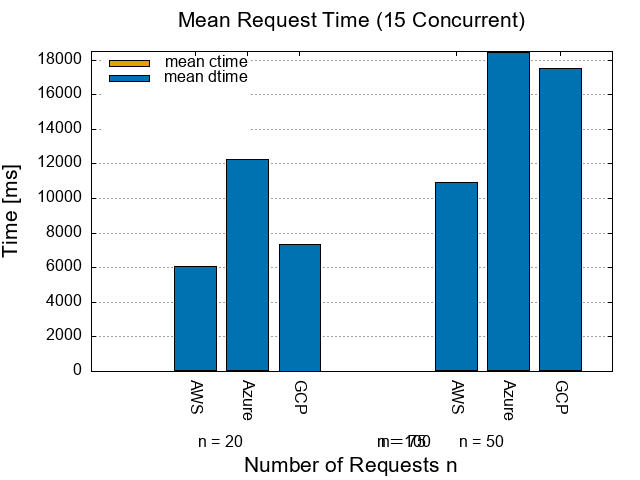 Mean Request Time (15 Concurrent)
mean ctime
mean dtime
18000
16000
14000
12000
10000
8000
6000
4000
2000
0
Time [ms]
AWS Azure GCP AWS Azure GCP
n = 20 n = 50
Number of Requests n